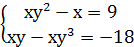 xy² − x = 9
xy − xy³ = −18